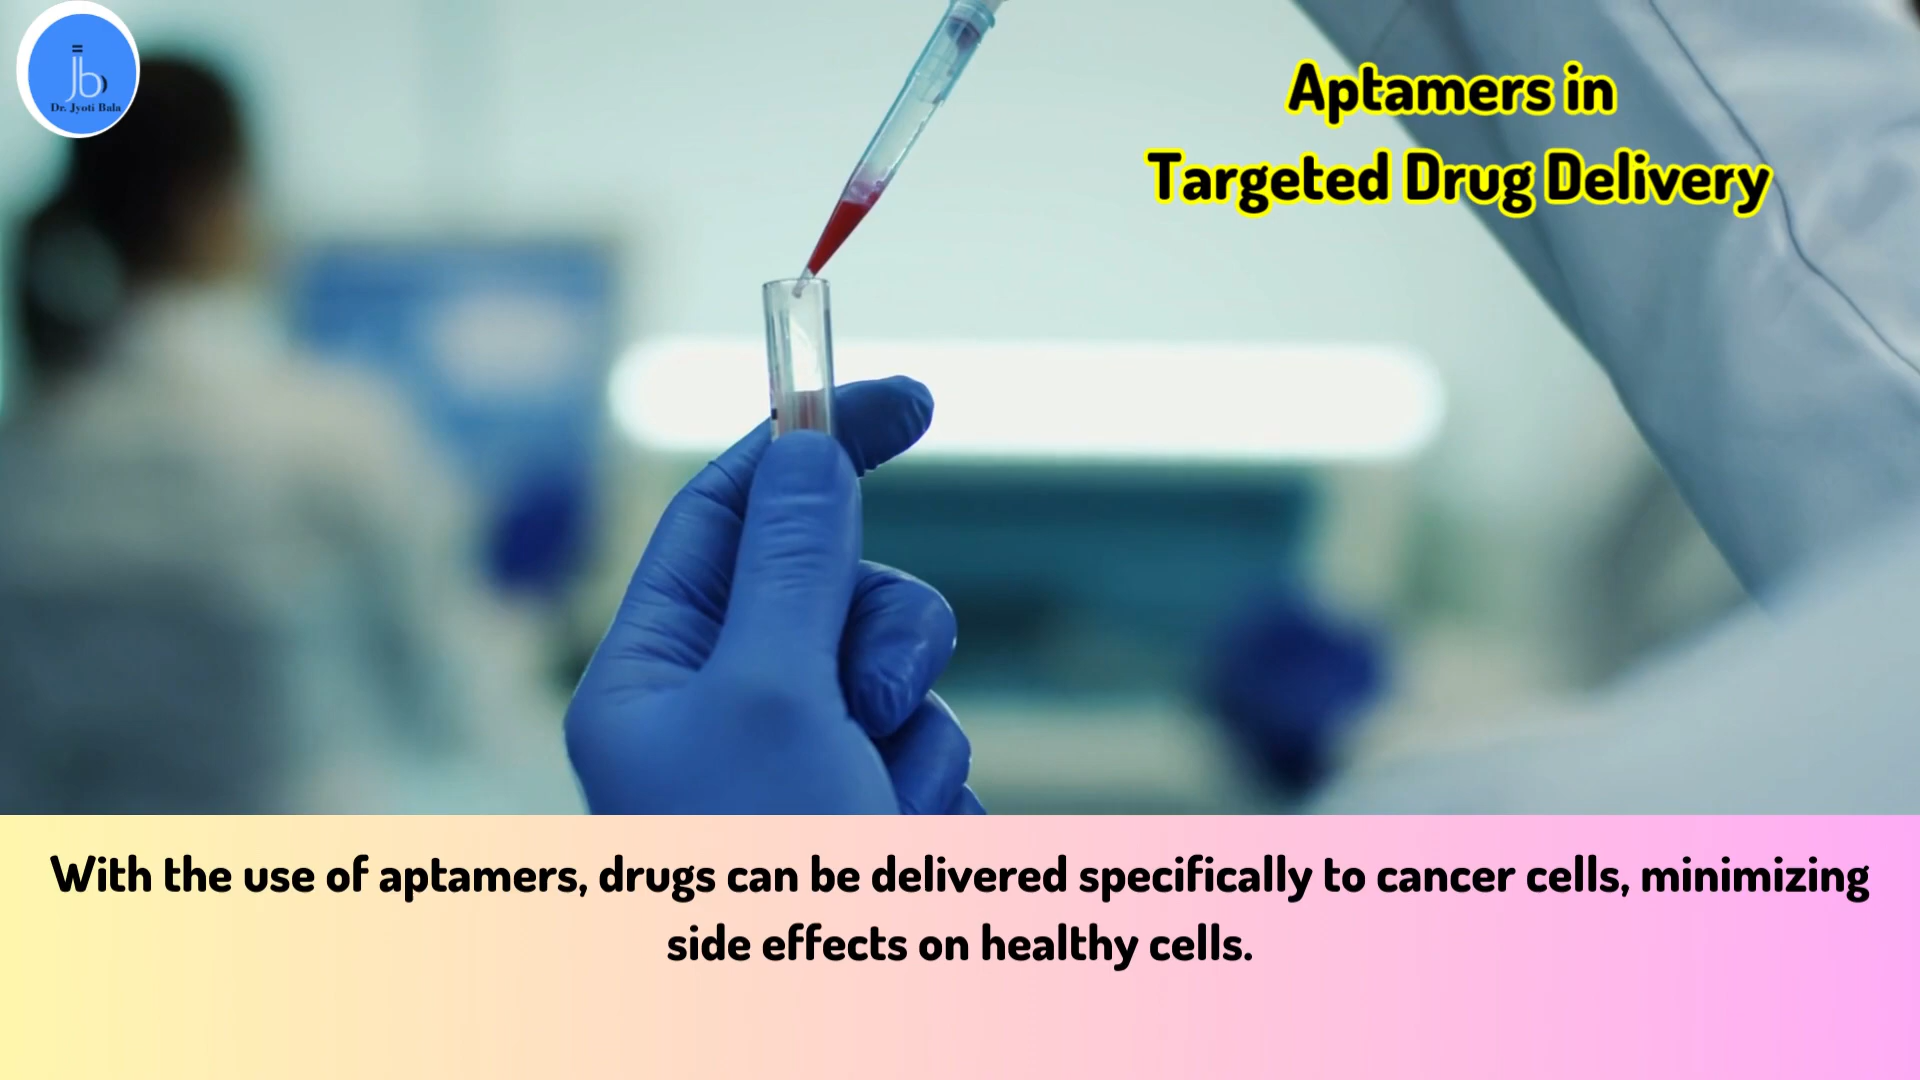 jb
Dr. Jyoti Bala
Aptamers in
Targeted Drug Delivery
With the use of aptamers, drugs can be delivered specifically to cancer cells, minimizing
side effects on healthy cells.